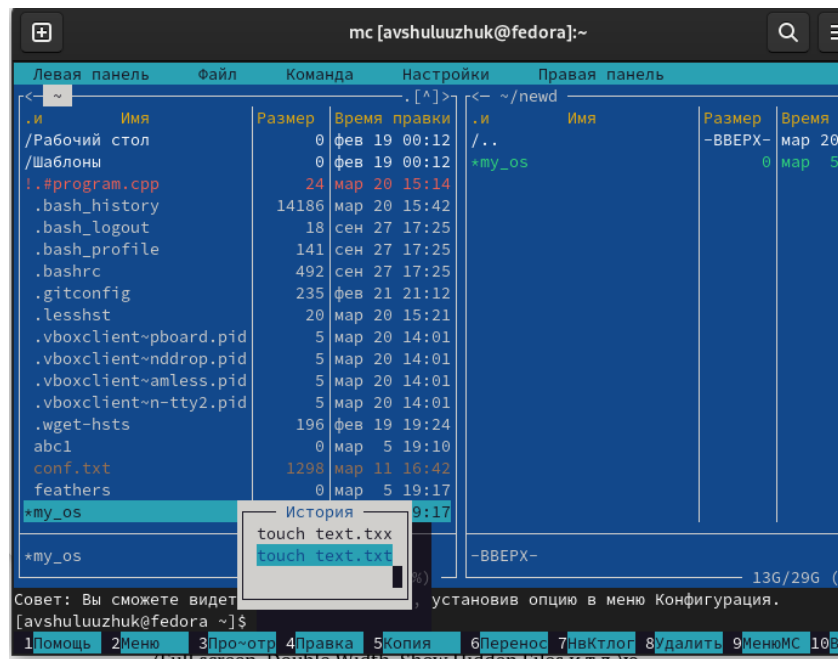 mc [avshuluuzhuk@fedora]:~
Левая панель Файл Команда Настройки Правая панель
<— ~ .[^]> <— ~/newd
.и Имя Размер Время правки .и Имя Размер Время
/Рабочий стол 0 фев 19 00:12 /.. -ВВЕРХ- мар 20
/Шаблоны 0 фев 19 00:12 *my_os 0 мар 5
!.#program.cpp 24 мар 20 15:14
.bash_history 14186 мар 20 15:42
.bash_logout 18 сен 27 17:25
.bash_profile 141 сен 27 17:25
.bashrc 492 сен 27 17:25
.gitconfig 235 фев 21 21:12
.lesshst 20 мар 20 15:21
.vboxclient~pboard.pid 5 мар 20 14:01
.vboxclient~nddrop.pid 5 мар 20 14:01
.vboxclient~amless.pid 5 мар 20 14:01
.vboxclient~n-tty2.pid 5 мар 20 14:01
.wget-hsts 196 фев 19 19:24
abc1 0 мар 5 19:10
conf.txt 1298 мар 11 16:42
feathers 0 мар 5 19:17
*my_os 9:17
История
touch text.txx
touch text.txt
*my_os -ВВЕРХ-
%) 13G/29G (
Совет: Вы сможете видет , установив опцию в меню Конфигурация.
[avshuluuzhuk@fedora ~]$
1Помощь 2Меню 3Про~отр 4Правка 5Копия 6Перенос 7НвКтлог 8Удалить 9МенюМС 10В